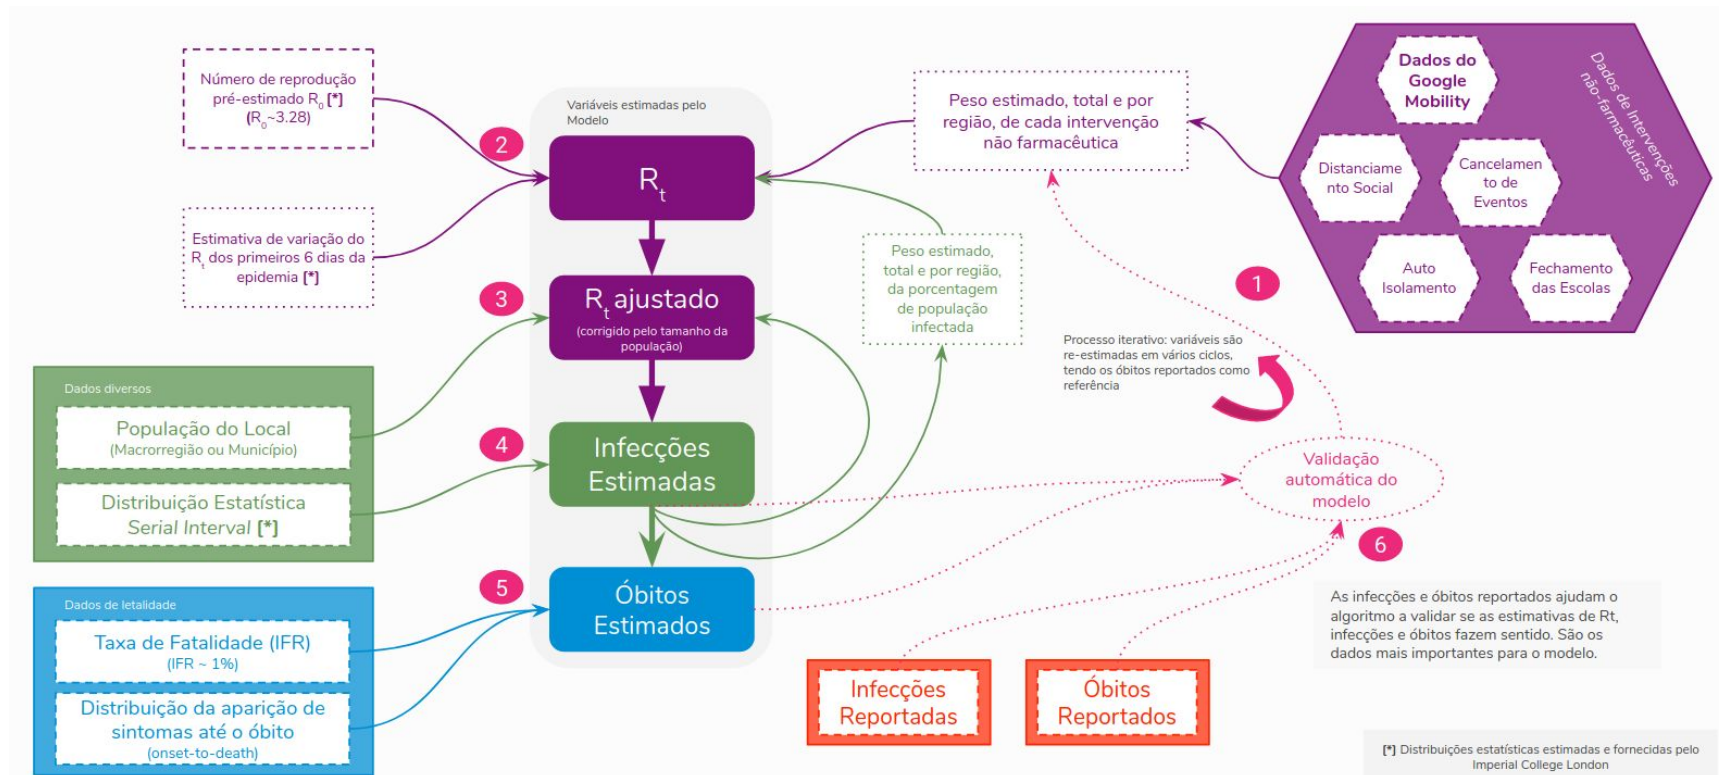 Número de reprodução
pré-estimado R0 [*]
(R0~3.28)
Estimativa de variação do
Rt dos primeiros 6 dias da
epidemia [*]
Variáveis estimadas pelo
Modelo
2
Rt
3
Rt ajustado
(corrigido pelo tamanho da
população)
4
Infecções
Estimadas
5
Óbitos
Estimados
Dados diversos
População do Local
(Macrorregião ou Município)
Distribuição Estatística
Serial Interval [*]
Dados de letalidade
Taxa de Fatalidade (IFR)
(IFR ~ 1%)
Distribuição da aparição de
sintomas até o óbito
(onset-to-death)
Peso estimado, total e por
região, de cada intervenção
não farmacêutica
Peso estimado,
total e por região,
da porcentagem
de população
infectada
Dados do
Google
Mobility
Dados de Intervenções
não-farmacêuticas
Distanciame
nto Social
Cancelamen
to de
Eventos
Auto
Isolamento
Fechamento
das Escolas
1
Processo iterativo: variáveis são
re-estimadas em vários ciclos,
tendo os óbitos reportados como
referência
Validação
automática do
modelo
6
As infecções e óbitos reportados ajudam o
algoritmo a validar se as estimativas de Rt,
infecções e óbitos fazem sentido. São os
dados mais importantes para o modelo.
Infecções
Reportadas
Óbitos
Reportados
[*] Distribuições estatísticas estimadas e fornecidas pelo
Imperial College London